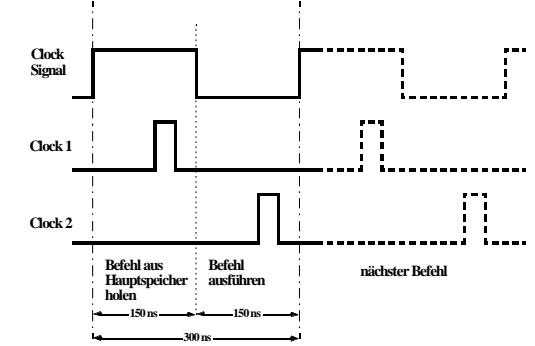 Clock
Signal
Clock 1
Clock 2
Befehl aus
Hauptspeicher
holen
Befehl
ausführen
nächster Befehl
150 ns
150 ns
300 ns